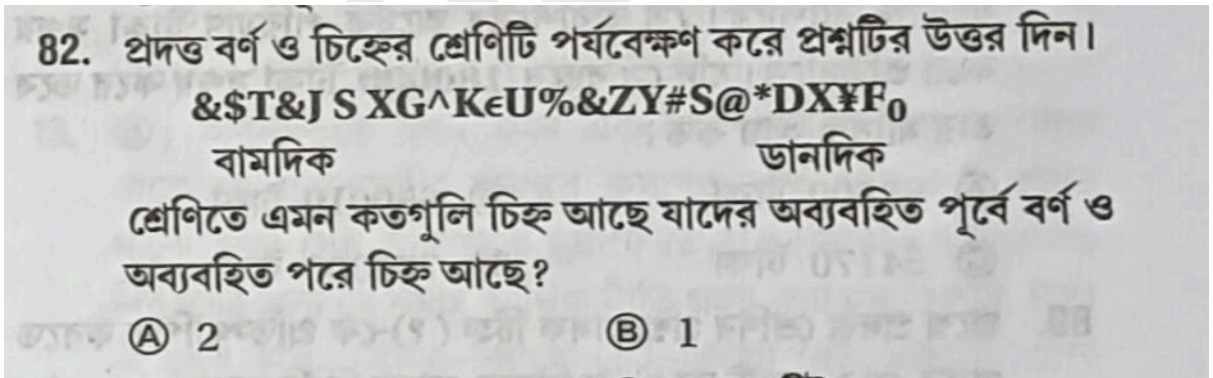 82. প্রদত্ত বর্ণ ও চিহ্নের শ্রেণিটি পর্যবেক্ষণ করে প্রশ্নটির উত্তর দিন।
&$T&J S XG^KϵU%&ZY#S@*DX¥F₀
বামদিক ডানদিক
শ্রেণিতে এমন কতগুলি চিহ্ন আছে যাদের অব্যবহিত পূর্বে বর্ণ ও
অব্যবহিত পরে চিহ্ন আছে?
Ⓐ 2 Ⓑ 1